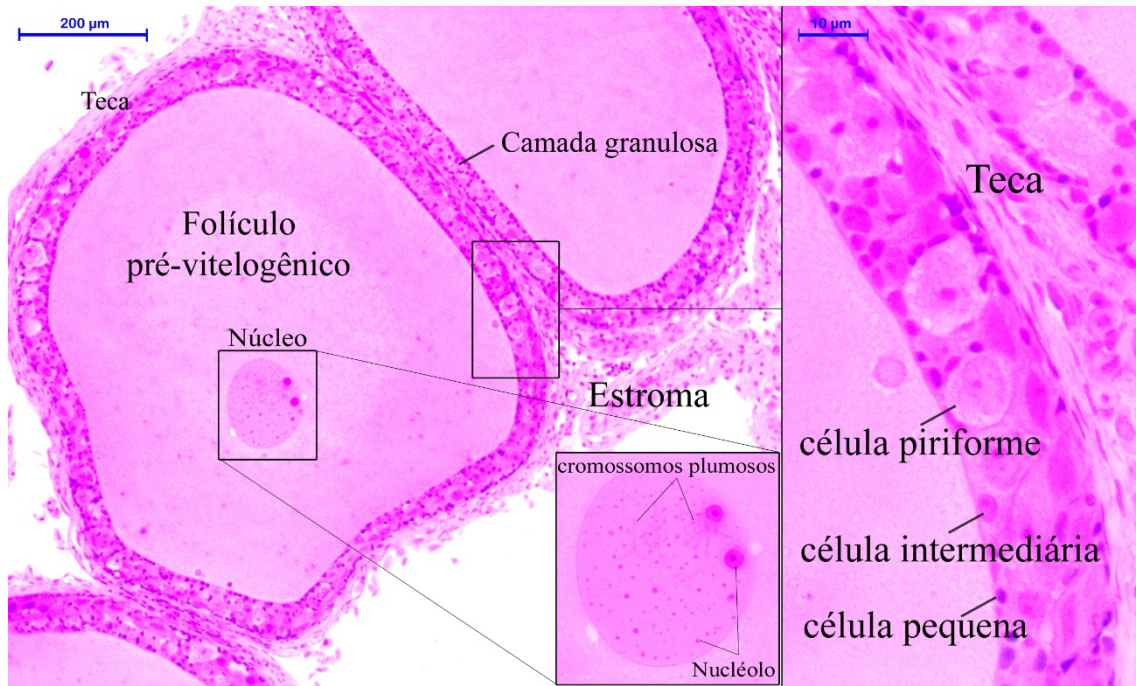 200 µm
Teca
Camada granulosa
Folículo
pré-vitelogênico
Núcleo
Estroma
cromossomos plumosos
Nucléolo
10 µm
Teca
célula piriforme
célula intermediária
célula pequena